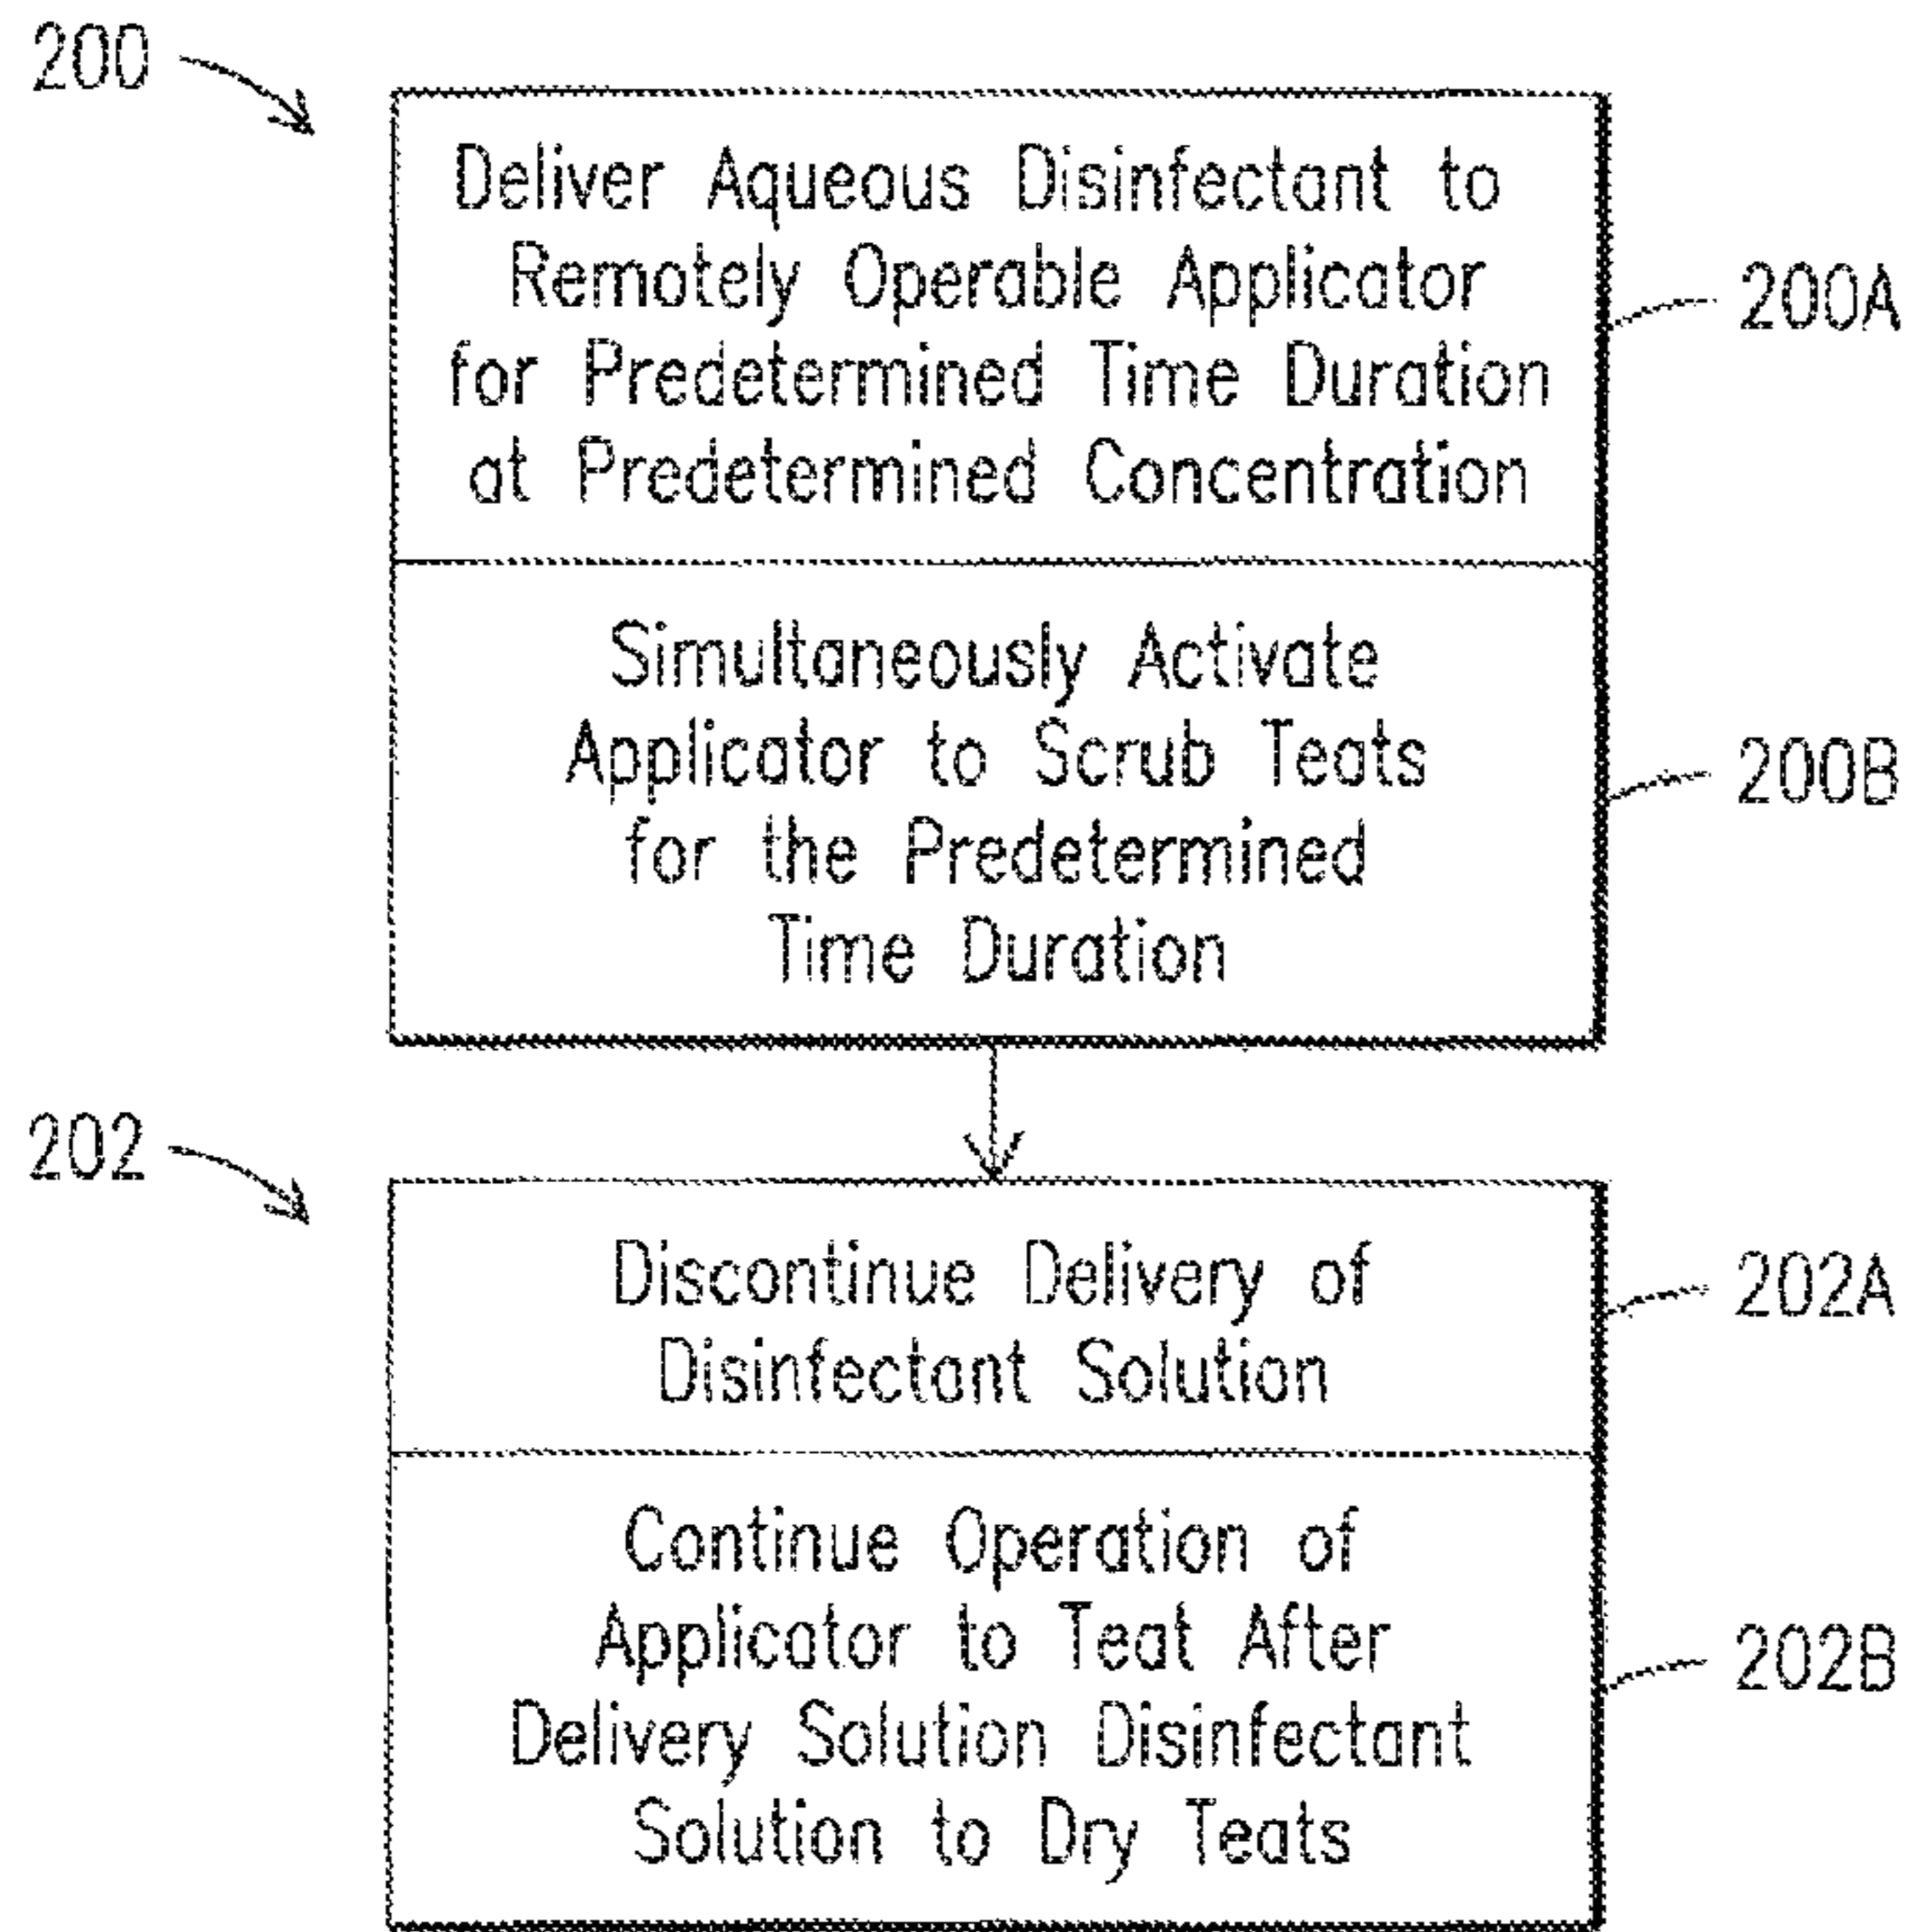 200
Deliver Aqueous Disinfectant to
Remotely Operable Applicator
for Predetermined Time Duration
at Predetermined Concentration
200A
Simultaneously Activate
Applicator to Scrub Teats
for the Predetermined
Time Duration
200B
202
Discontinue Delivery of
Disinfectant Solution
202A
Continue Operation of
Applicator to Teat After
Delivery Solution Disinfectant
Solution to Dry Teats
202B